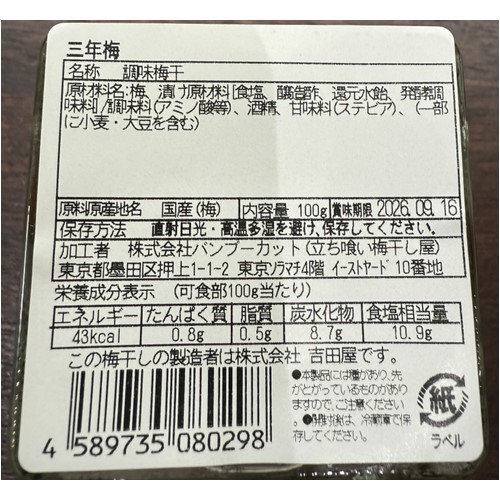 三年梅
名称 調味梅干
原材料名:梅、漬け原材料[食塩、醸造酢、還元水飴、発酵調
味料]/調味料(アミノ酸等)、酒精、甘味料(ステビア)、(一部
に小麦・大豆を含む)
原料原産地名 国産(梅) 内容量 100g 賞味期限 2026.09.16
保存方法 直射日光・高温多湿を避け、保存してください。
加工者 株式会社バンブーカット(立ち喰い梅干し屋)
東京都墨田区押上1-1-2 東京ソラマチ4階 イーストヤード 10番地
栄養成分表示 (可食部100g当たり)
エネルギー たんぱく質 脂質 炭水化物 食塩相当量
43kcal 0.8g 0.5g 8.7g 10.9g
この梅干しの製造者は株式会社 吉田屋です。
●本製品には種があり、先
がとがっているものがあり
ますので、ご注意ください。
●開封後は、冷蔵庫で保
存してください。
紙
ラベル
4 589735 080298